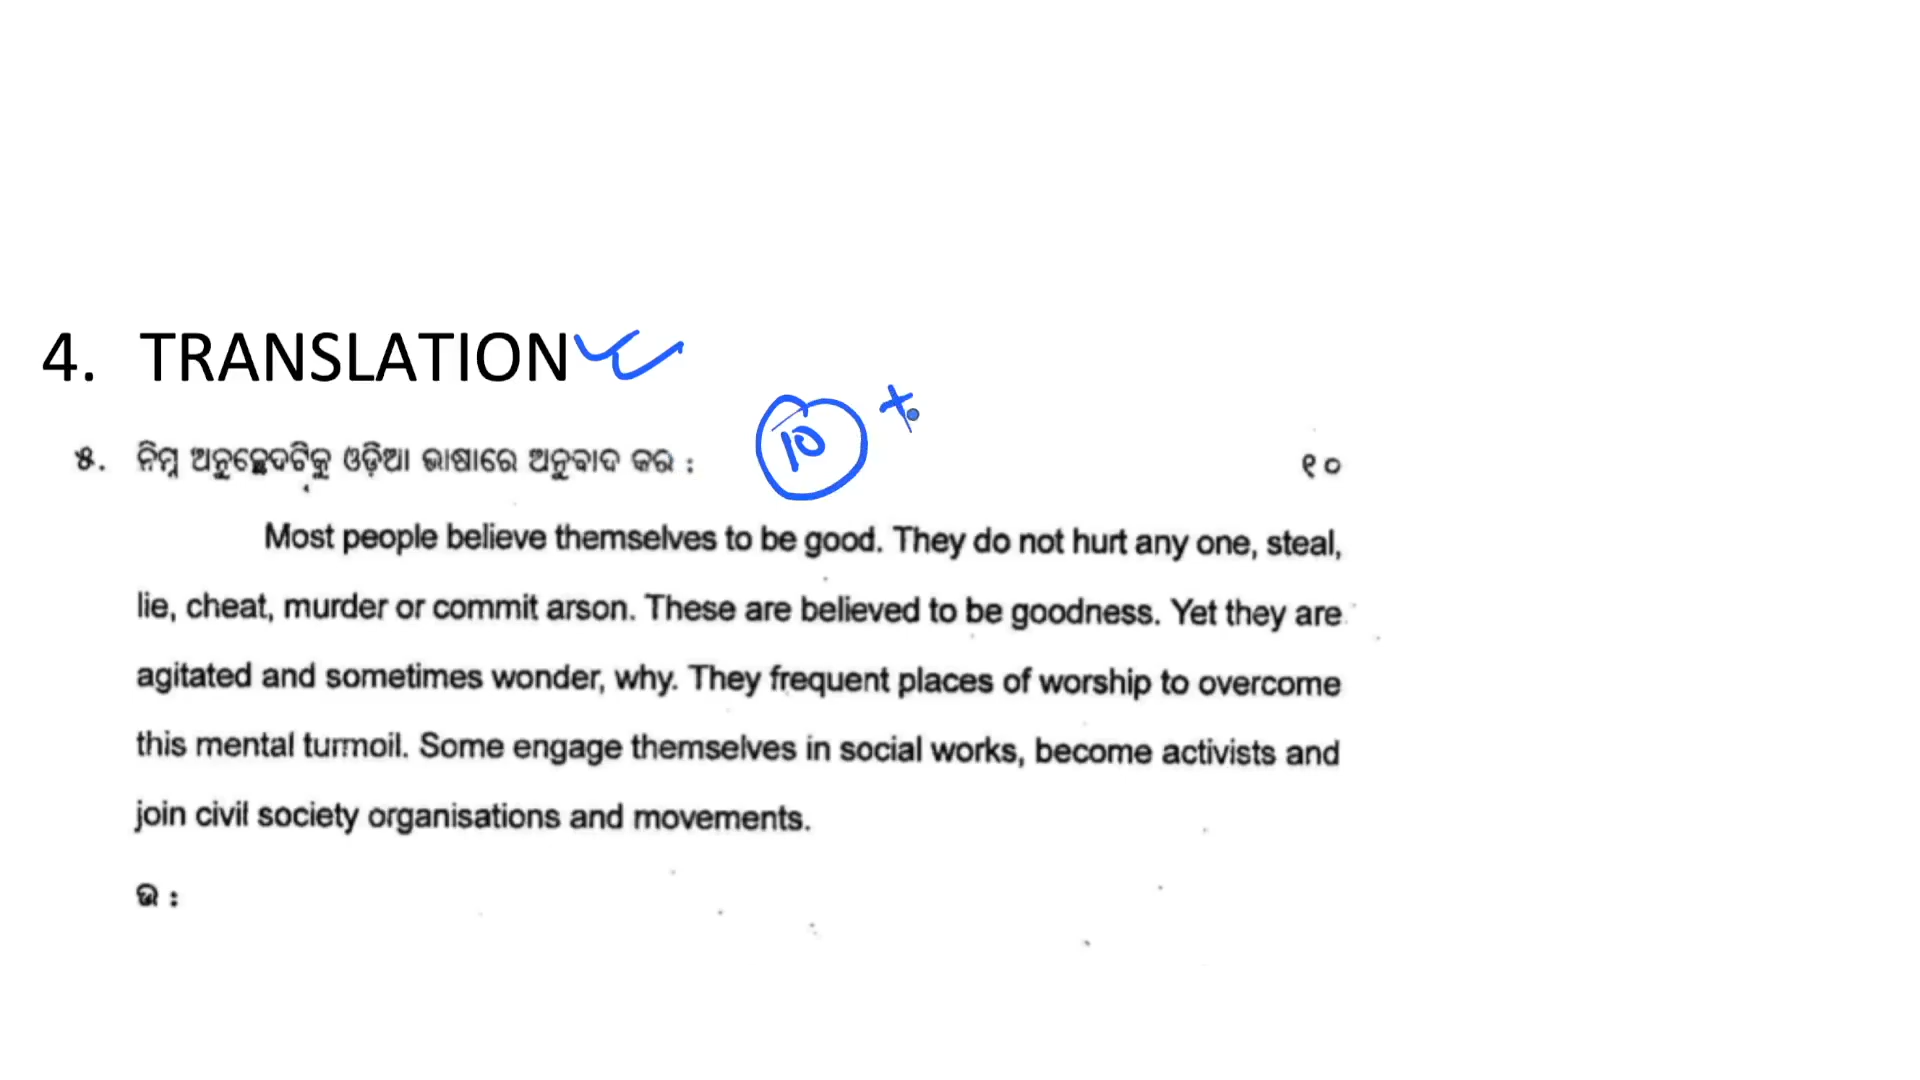 4. TRANSLATION
10 +
୫. ନିମ୍ନ ଅନୁଚ୍ଛେଦଟିକୁ ଓଡ଼ିଆ ଭାଷାରେ ଅନୁବାଦ କର : ୧୦
Most people believe themselves to be good. They do not hurt any one, steal,
lie, cheat, murder or commit arson. These are believed to be goodness. Yet they are
agitated and sometimes wonder, why. They frequent places of worship to overcome
this mental turmoil. Some engage themselves in social works, become activists and
join civil society organisations and movements.
ଉ :